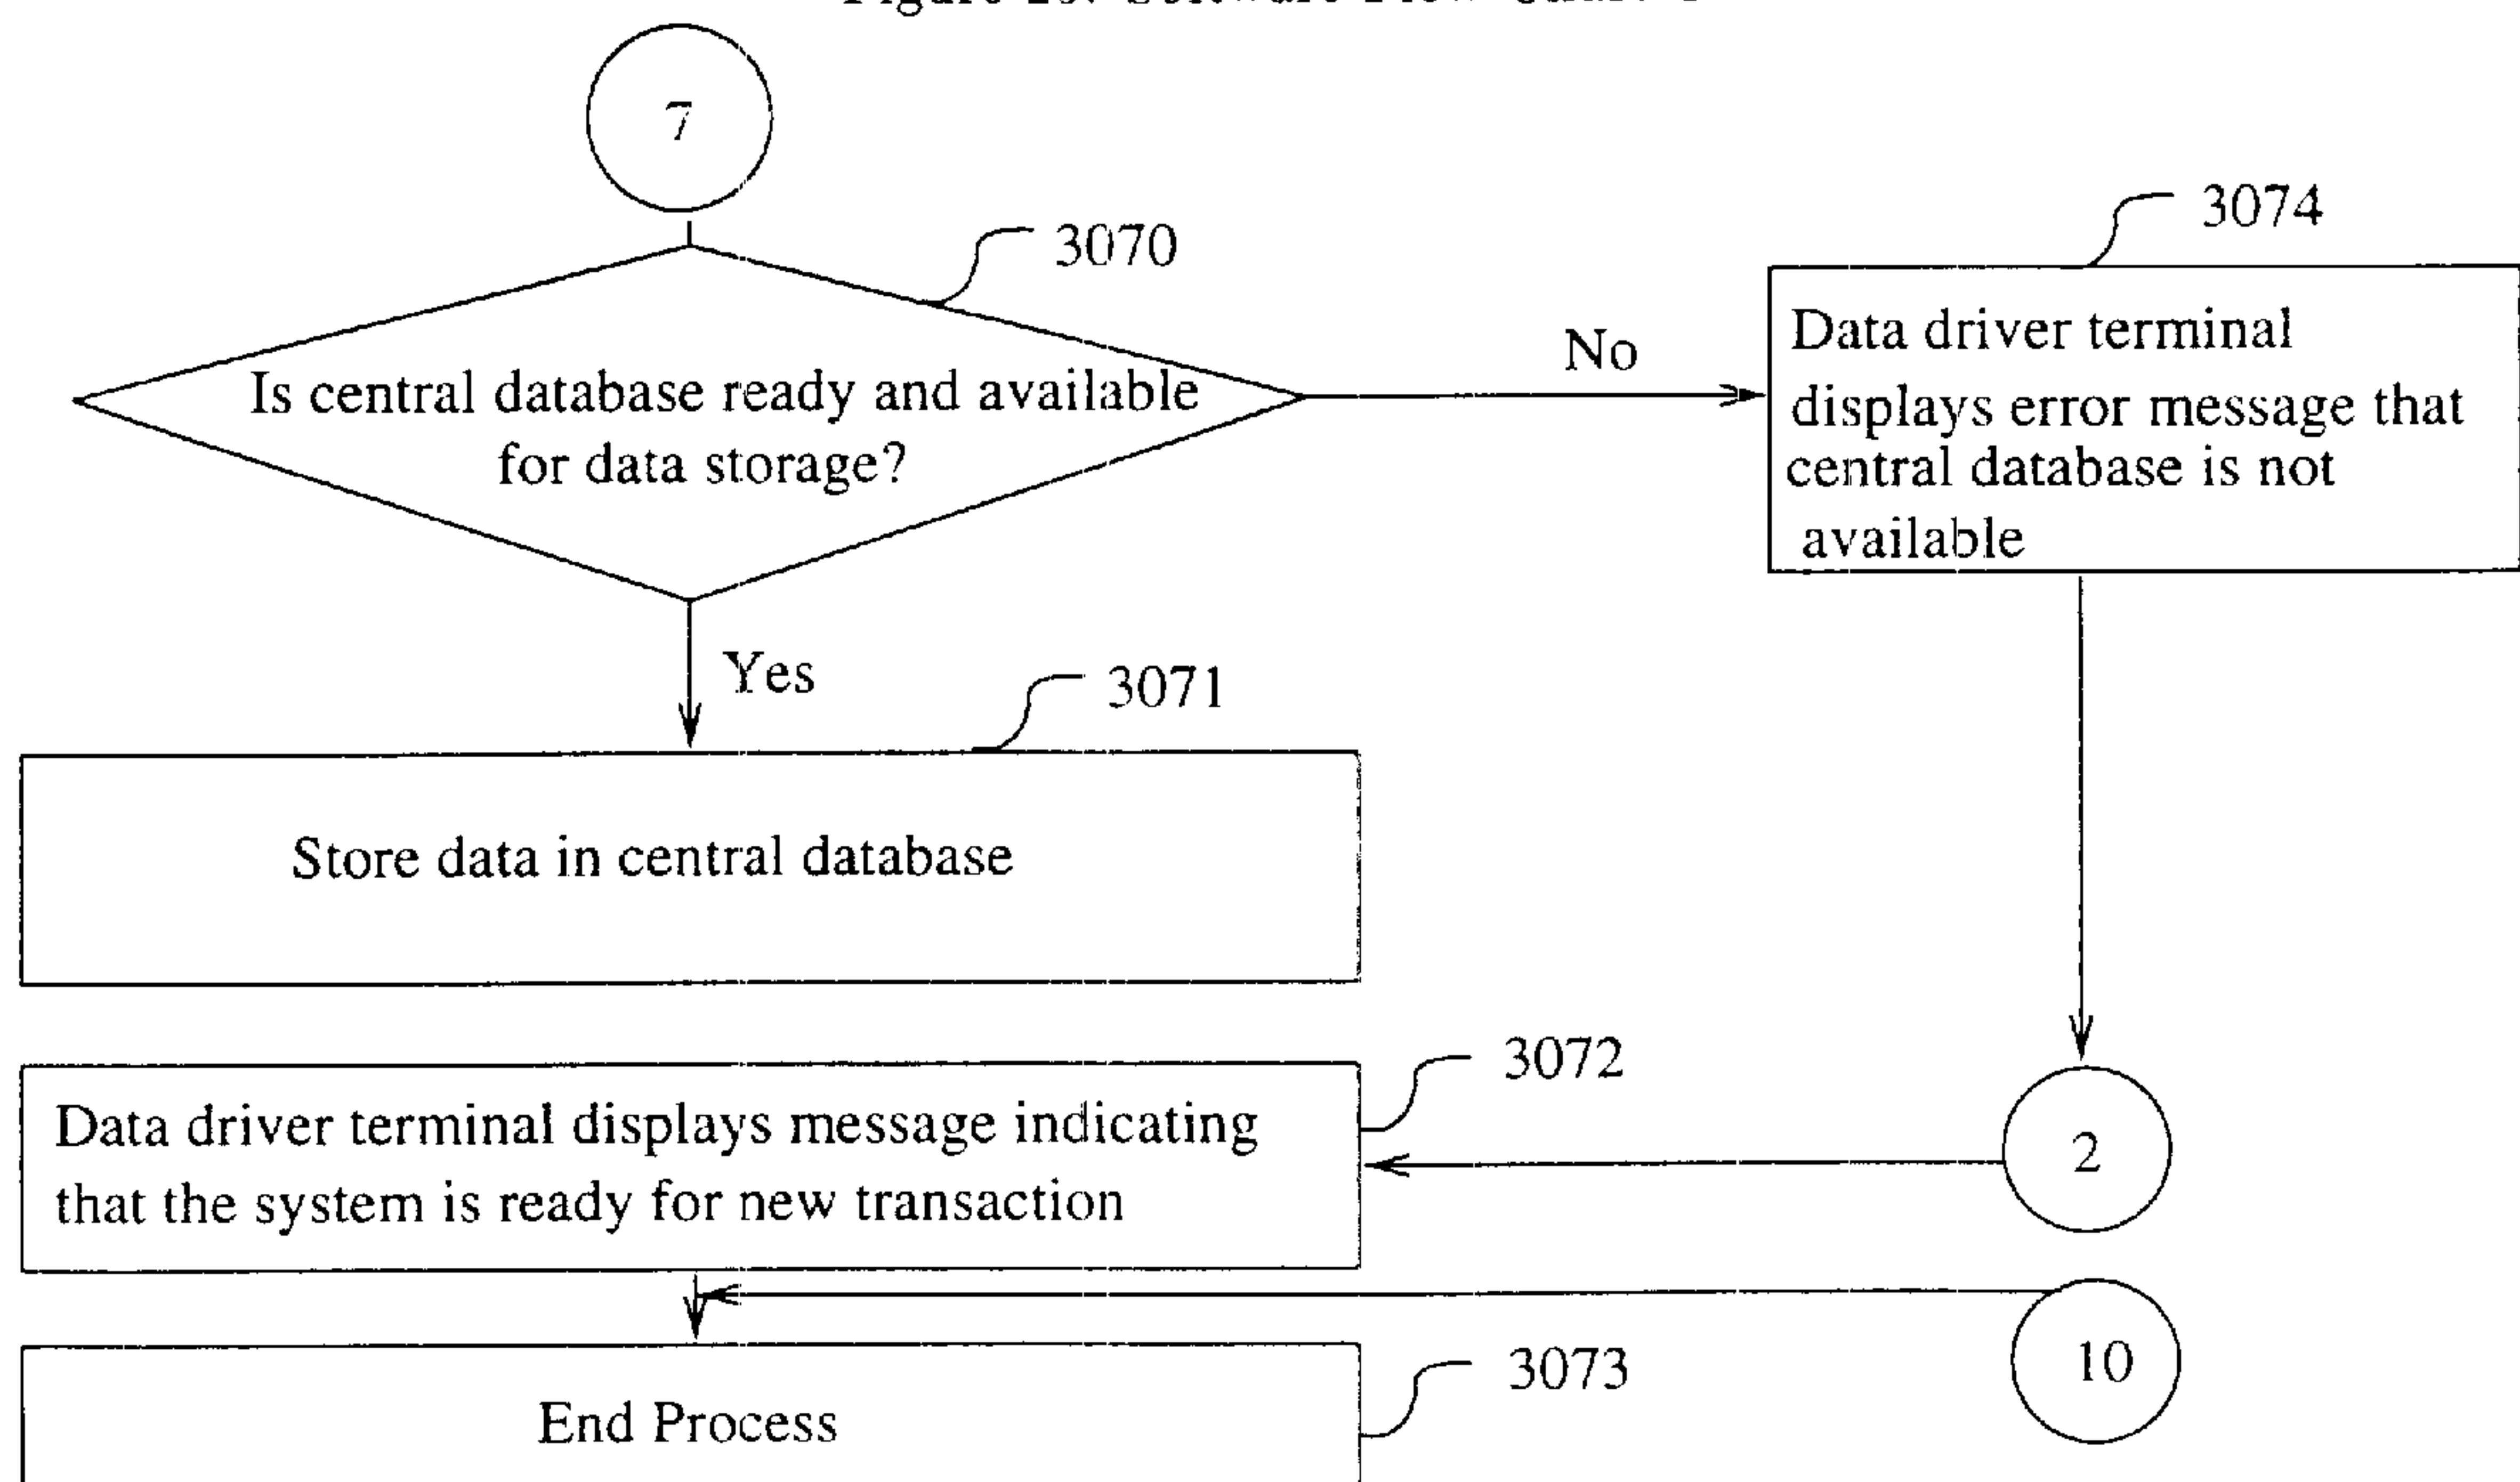 7
3070
3074
Is central database ready and available
for data storage?
No
Data driver terminal
displays error message that
central database is not
available
Yes
3071
Store data in central database
3072
Data driver terminal displays message indicating
that the system is ready for new transaction
2
10
3073
End Process